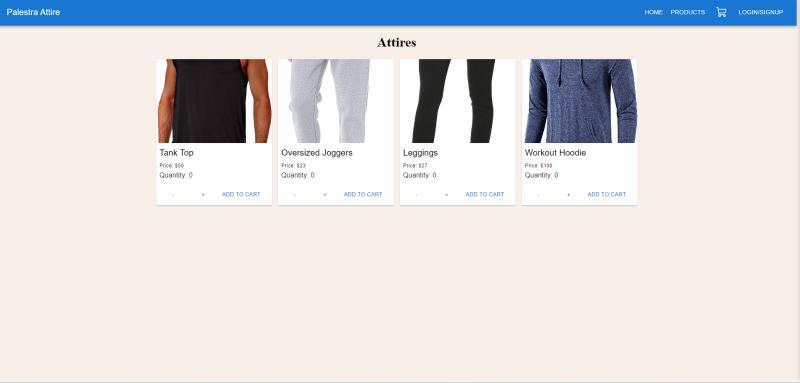 Palestra Attire
HOME PRODUCTS LOGIN/SIGNUP
Attires
Tank Top
Price: $50
Quantity: 0
- + ADD TO CART
Oversized Joggers
Price: $23
Quantity: 0
- + ADD TO CART
Leggings
Price: $27
Quantity: 0
- + ADD TO CART
Workout Hoodie
Price: $100
Quantity: 0
- + ADD TO CART